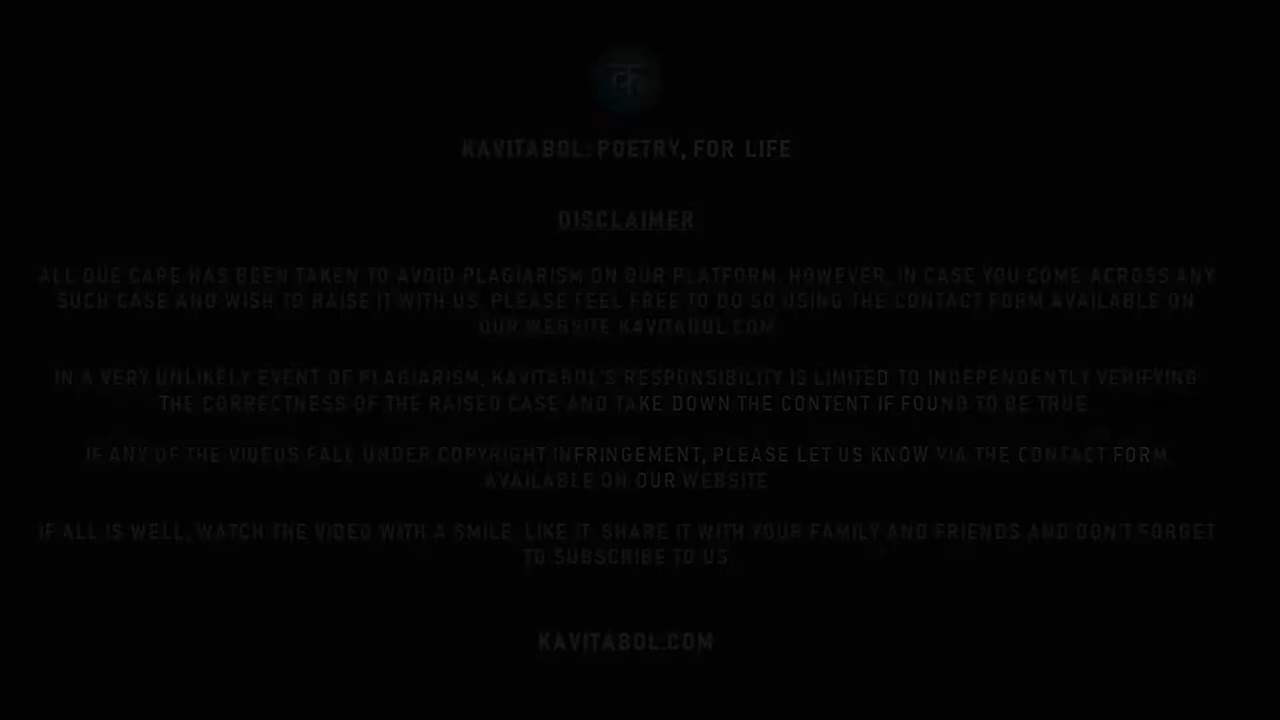 क
KAVITABOL: POETRY, FOR LIFE
DISCLAIMER
ALL DUE CARE HAS BEEN TAKEN TO AVOID PLAGIARISM ON OUR PLATFORM. HOWEVER, IN CASE YOU COME ACROSS ANY
SUCH CASE AND WISH TO RAISE IT WITH US, PLEASE FEEL FREE TO DO SO USING THE CONTACT FORM AVAILABLE ON
OUR WEBSITE KAVITABOL.COM
IN A VERY UNLIKELY EVENT OF PLAGIARISM, KAVITABOL'S RESPONSIBILITY IS LIMITED TO INDEPENDENTLY VERIFYING
THE CORRECTNESS OF THE RAISED CASE AND TAKE DOWN THE CONTENT IF FOUND TO BE TRUE
IF ANY OF THE VIDEOS FALL UNDER COPYRIGHT INFRINGEMENT, PLEASE LET US KNOW VIA THE CONTACT FORM
AVAILABLE ON OUR WEBSITE
IF ALL IS WELL, WATCH THE VIDEO WITH A SMILE, LIKE IT, SHARE IT WITH YOUR FAMILY AND FRIENDS AND DON'T FORGET
TO SUBSCRIBE TO US
KAVITABOL.COM